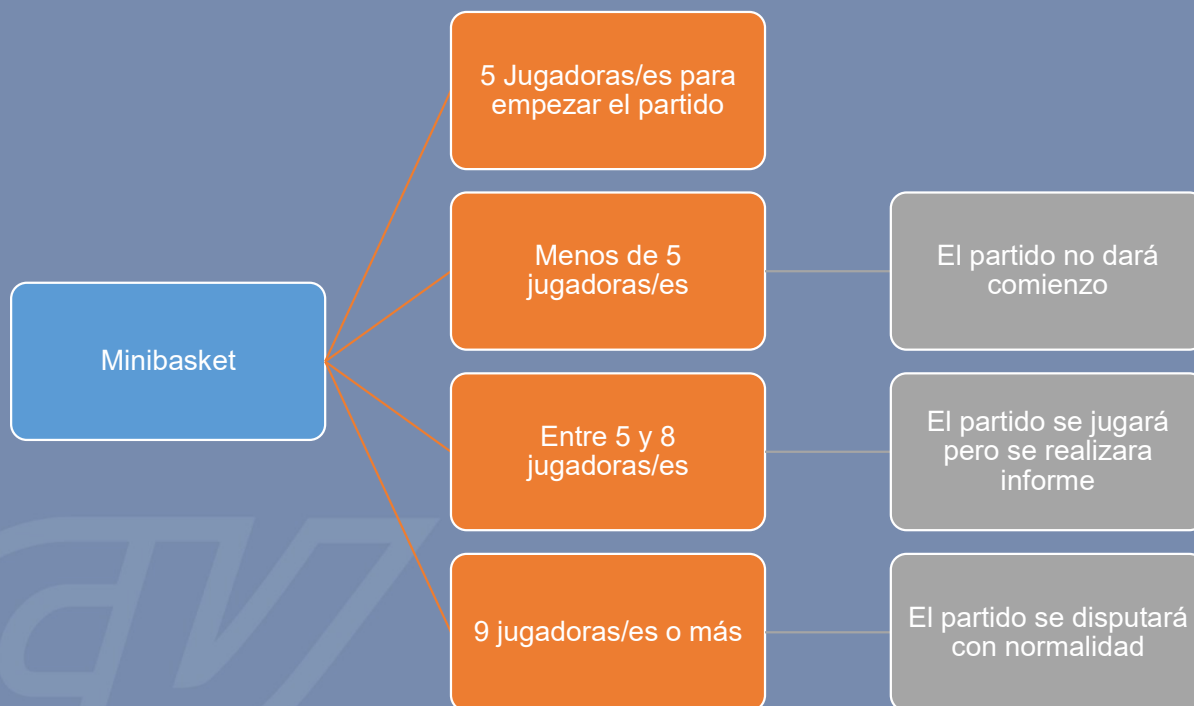 5 Jugadoras/es para
empezar el partido
Menos de 5
jugadoras/es
El partido no dará
comienzo
Minibasket
Entre 5 y 8
jugadoras/es
El partido se jugará
pero se realizara
informe
9 jugadoras/es o más
El partido se disputará
con normalidad